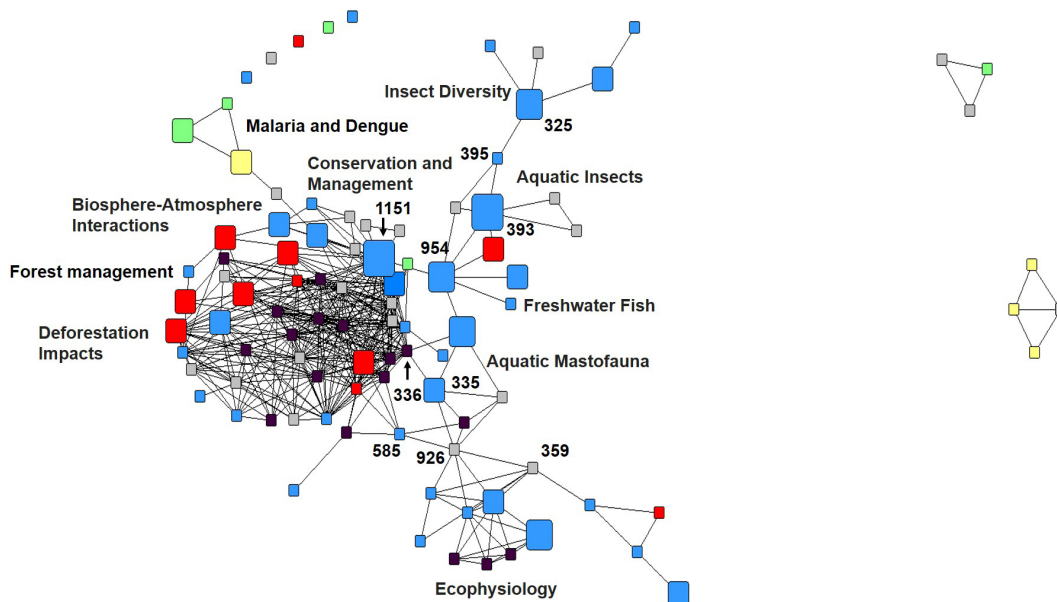 Insect Diversity
325
Malaria and Dengue
395
Conservation and
Management
Aquatic Insects
1151
Biosphere-Atmosphere
Interactions
393
954
Forest management
Freshwater Fish
Deforestation
Impacts
Aquatic Mastofauna
336
335
585
926
359
Ecophysiology